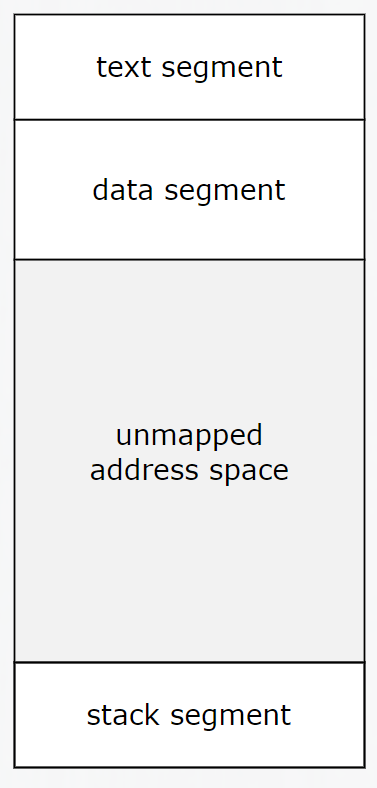 text segment
data segment
unmapped
address space
stack segment